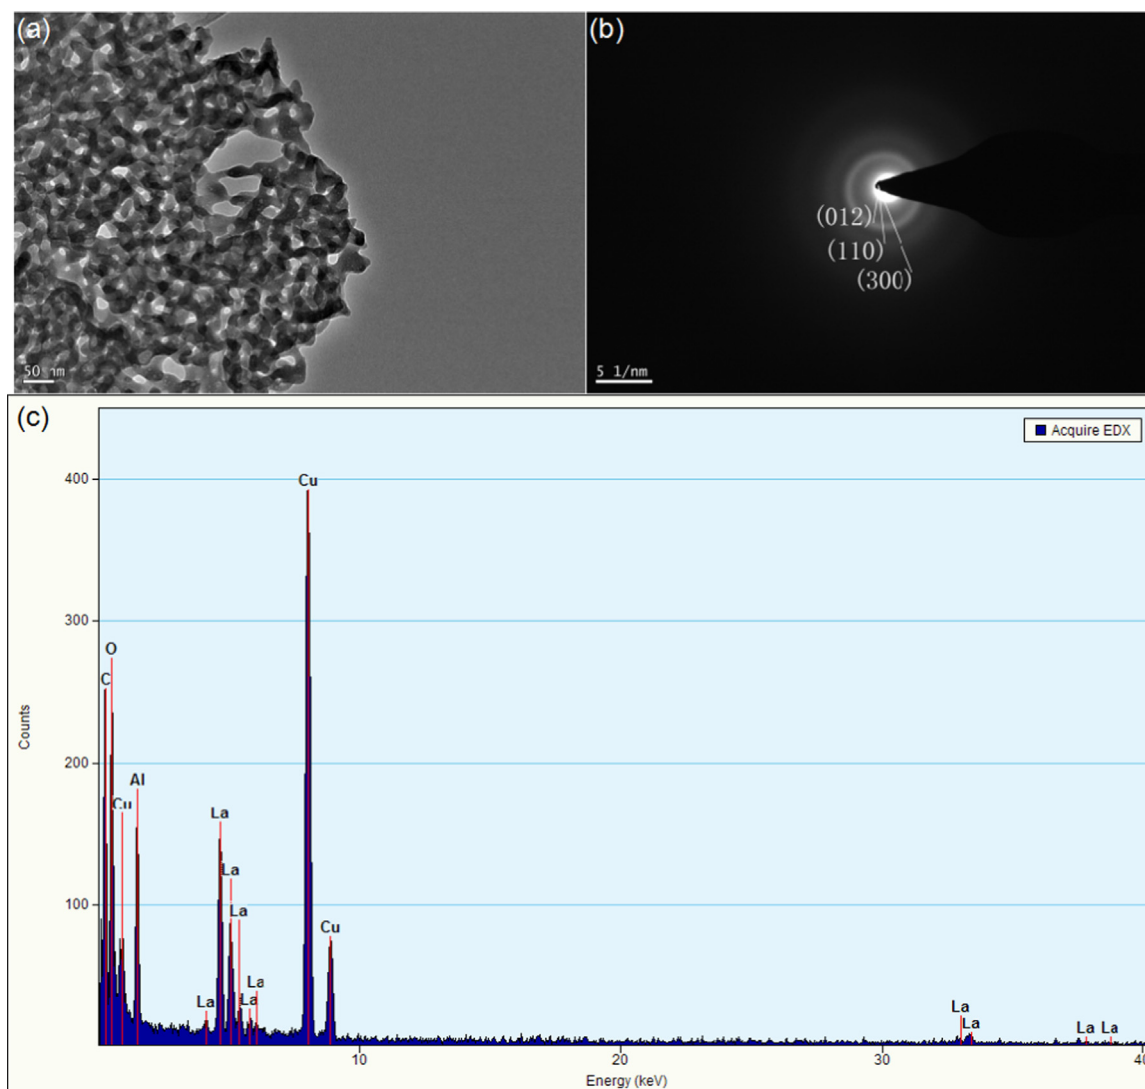 (a)
50 nm
(b)
(012)
(110)
(300)
5 1/nm
(c)
Acquire EDX
400
300
200
100
Counts
C
O
Cu
Al
La
La
La
La
La
La
Cu
Cu
La
La
La
La
10
20
30
40
Energy (keV)